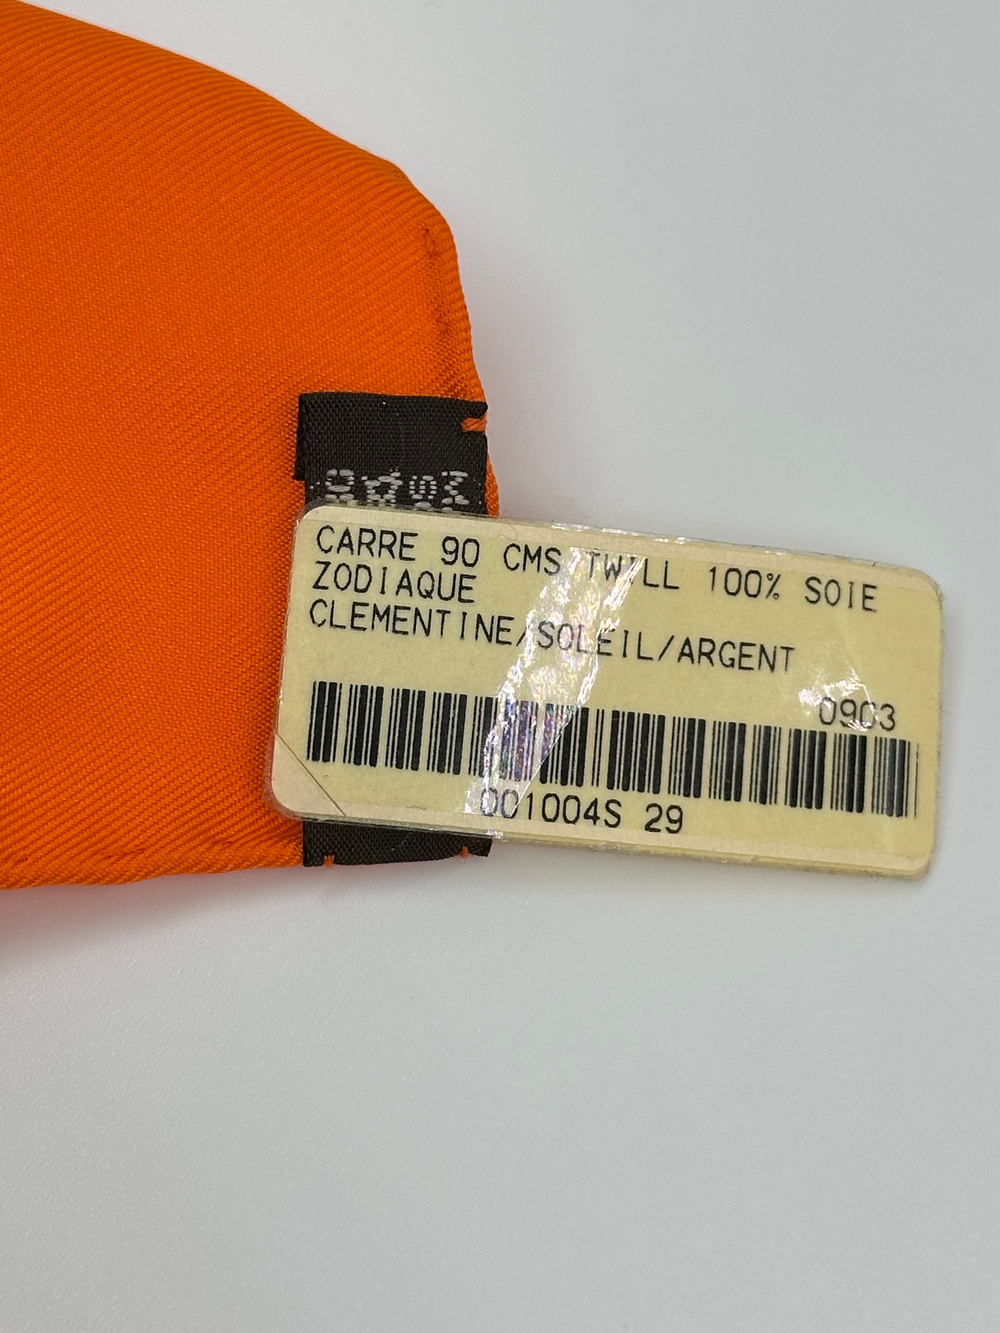 CARRE 90 CMS TWILL 100% SOIE
ZODIAQUE
CLEMENTINE/SOLEIL/ARGENT
0903
001004S 29